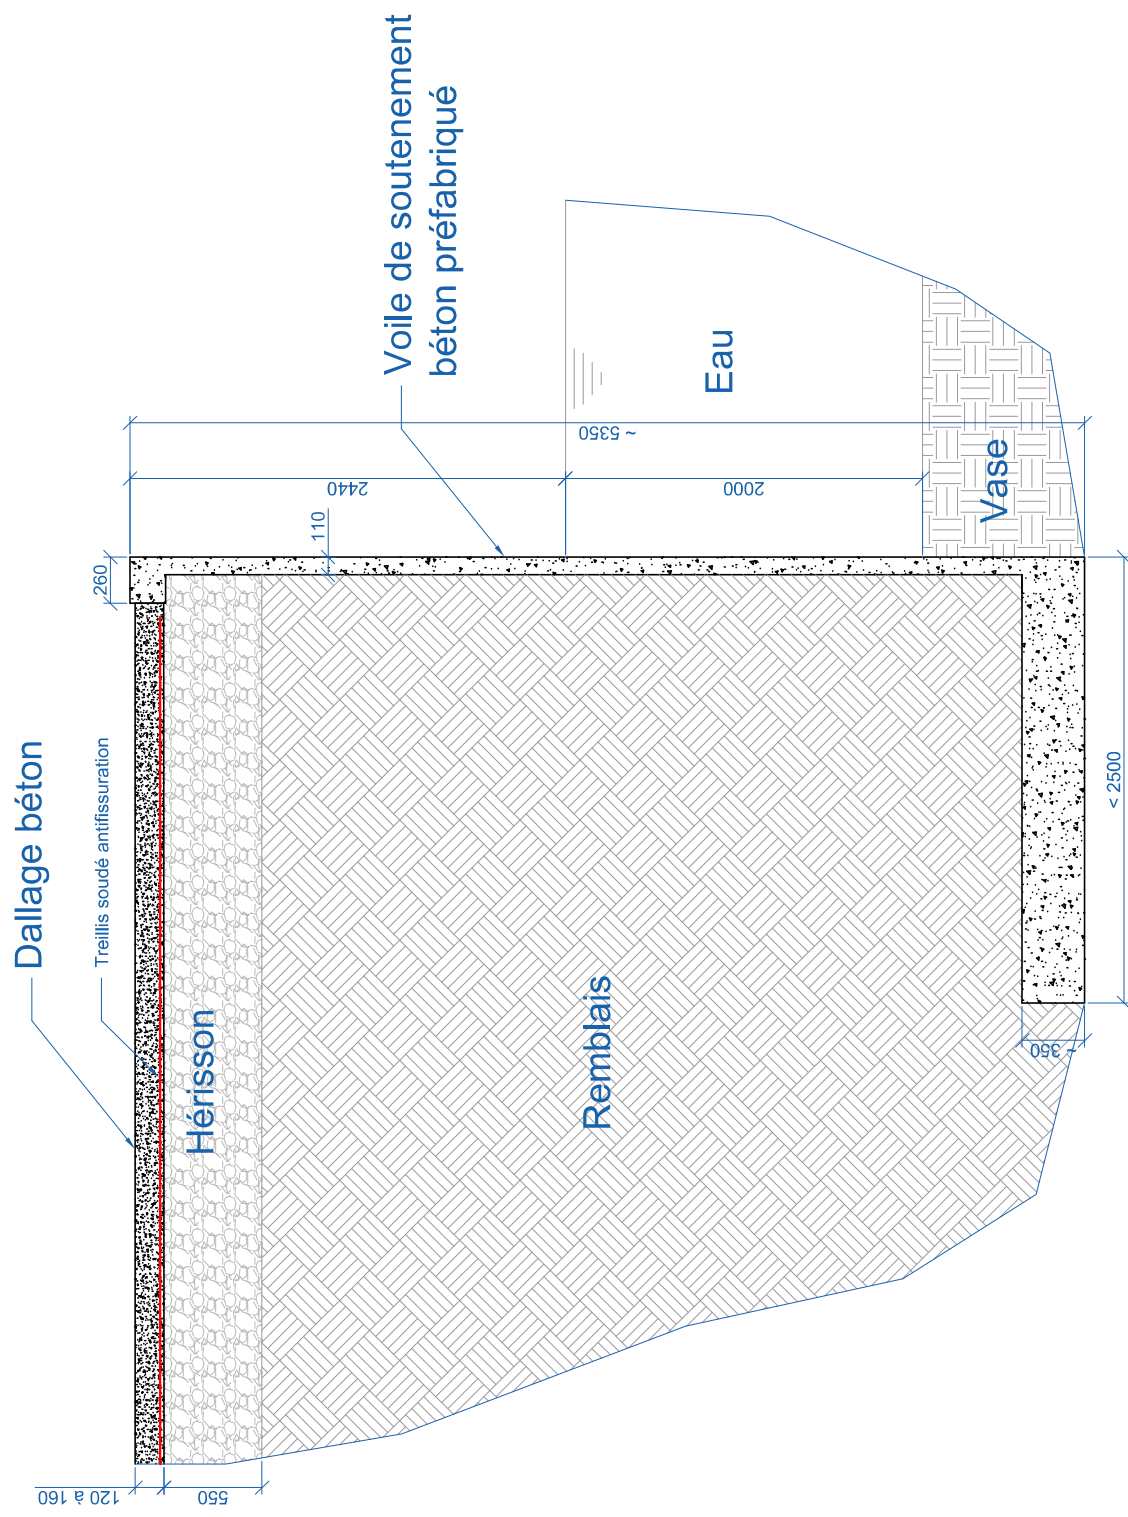 Voile de soutenement
béton préfabriqué
Dallage béton
Treillis soudé antifissuration
Hérisson
Remblais
Eau
Vase
260
110
2440
2000
~ 5350
< 2500
~ 350
120 à 160
550